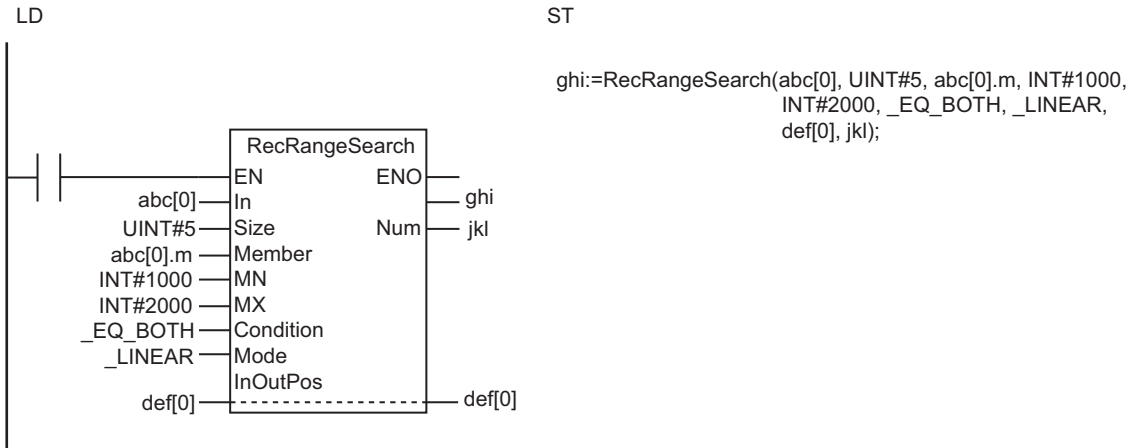 LD
ST
ghi:=RecRangeSearch(abc[0], UINT#5, abc[0].m, INT#1000,
INT#2000, _EQ_BOTH, _LINEAR,
def[0], jkl);
RecRangeSearch
EN ENO
abc[0] In ghi
UINT#5 Size Num jkl
abc[0].m Member
INT#1000 MN
INT#2000 MX
_EQ_BOTH Condition
_LINEAR Mode
InOutPos
def[0] def[0]